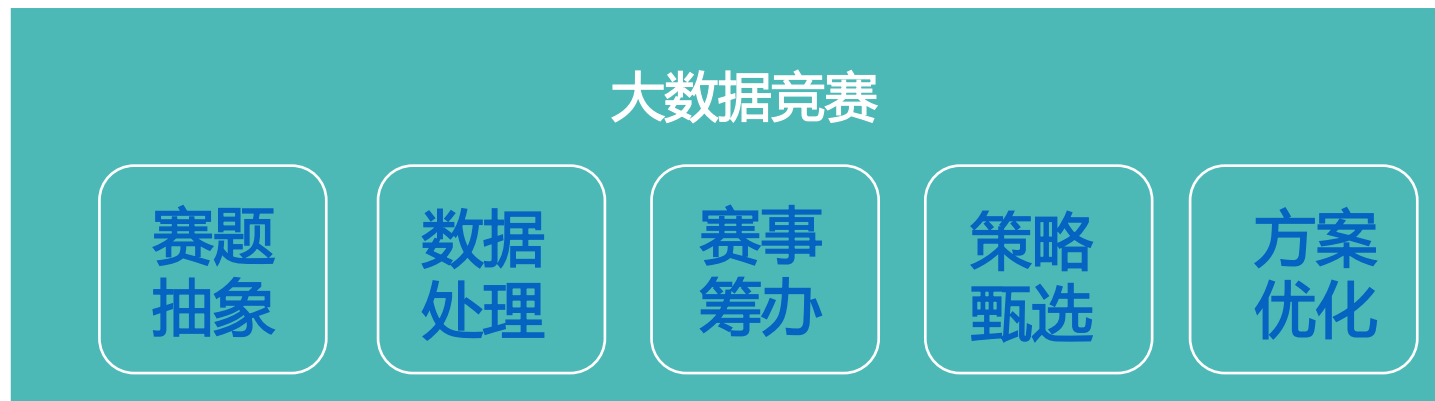 大数据竞赛
赛题
抽象
数据
处理
赛事
筹办
策略
甄选
方案
优化